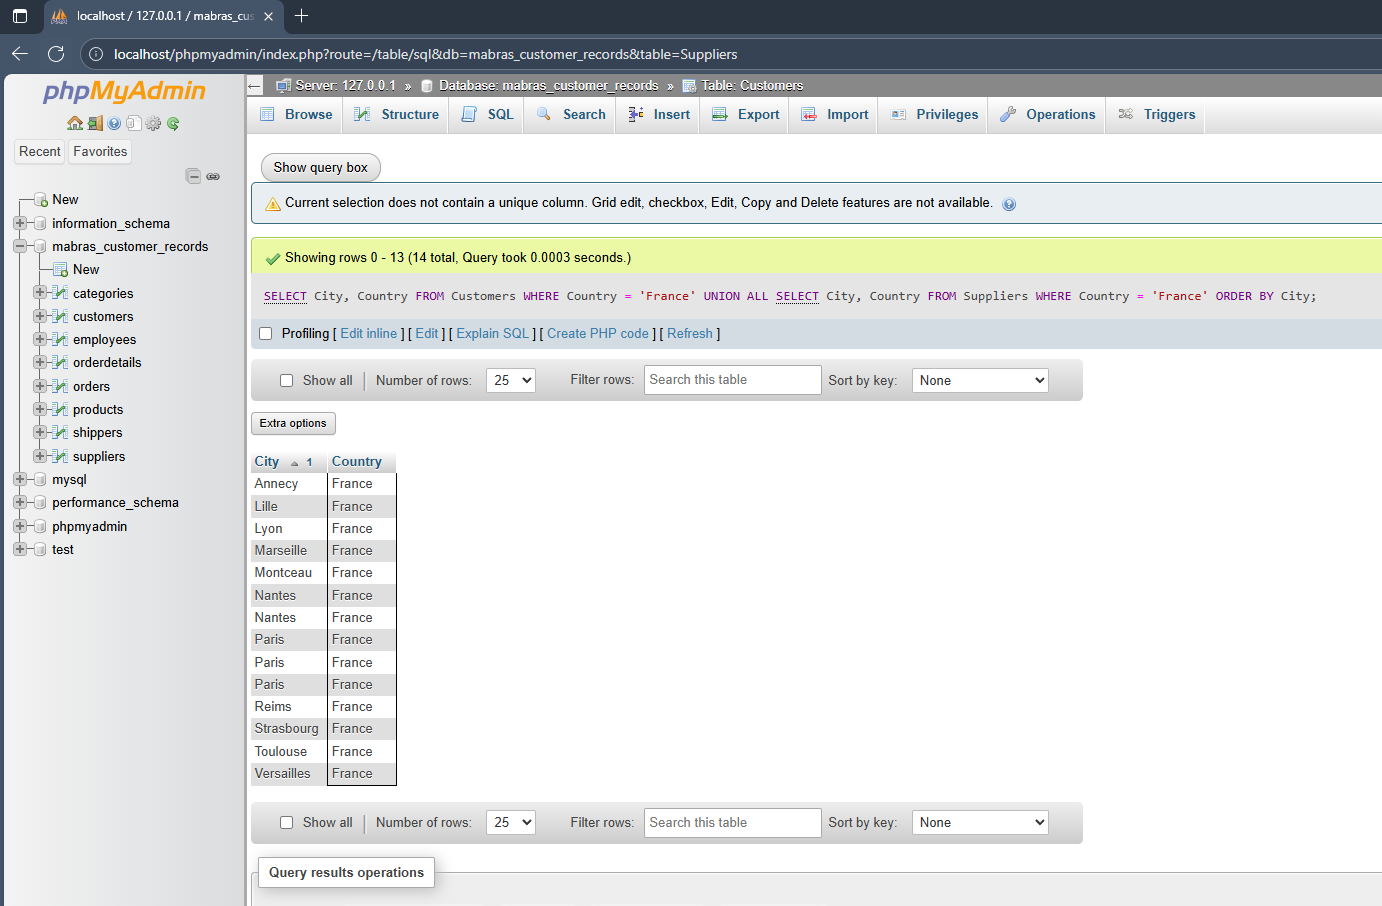 localhost / 127.0.0.1 / mabras_cus
localhost/phpmyadmin/index.php?route=/table/sql&db=mabras_customer_records&table=Suppliers
phpMyAdmin
Recent Favorites
New
information_schema
mabras_customer_records
New
categories
customers
employees
orderdetails
orders
products
shippers
suppliers
mysql
performance_schema
phpmyadmin
test
Server: 127.0.0.1 » Database: mabras_customer_records » Table: Customers
Browse Structure SQL Search Insert Export Import Privileges Operations Triggers
Show query box
Current selection does not contain a unique column. Grid edit, checkbox, Edit, Copy and Delete features are not available.
Showing rows 0 - 13 (14 total, Query took 0.0003 seconds.)
SELECT City, Country FROM Customers WHERE Country = 'France' UNION ALL SELECT City, Country FROM Suppliers WHERE Country = 'France' ORDER BY City;
Profiling [ Edit inline ] [ Edit ] [ Explain SQL ] [ Create PHP code ] [ Refresh ]
Show all Number of rows: 25 Filter rows: Search this table Sort by key: None
Extra options
City 1 Country
Annecy France
Lille France
Lyon France
Marseille France
Montceau France
Nantes France
Nantes France
Paris France
Paris France
Paris France
Reims France
Strasbourg France
Toulouse France
Versailles France
Show all Number of rows: 25 Filter rows: Search this table Sort by key: None
Query results operations